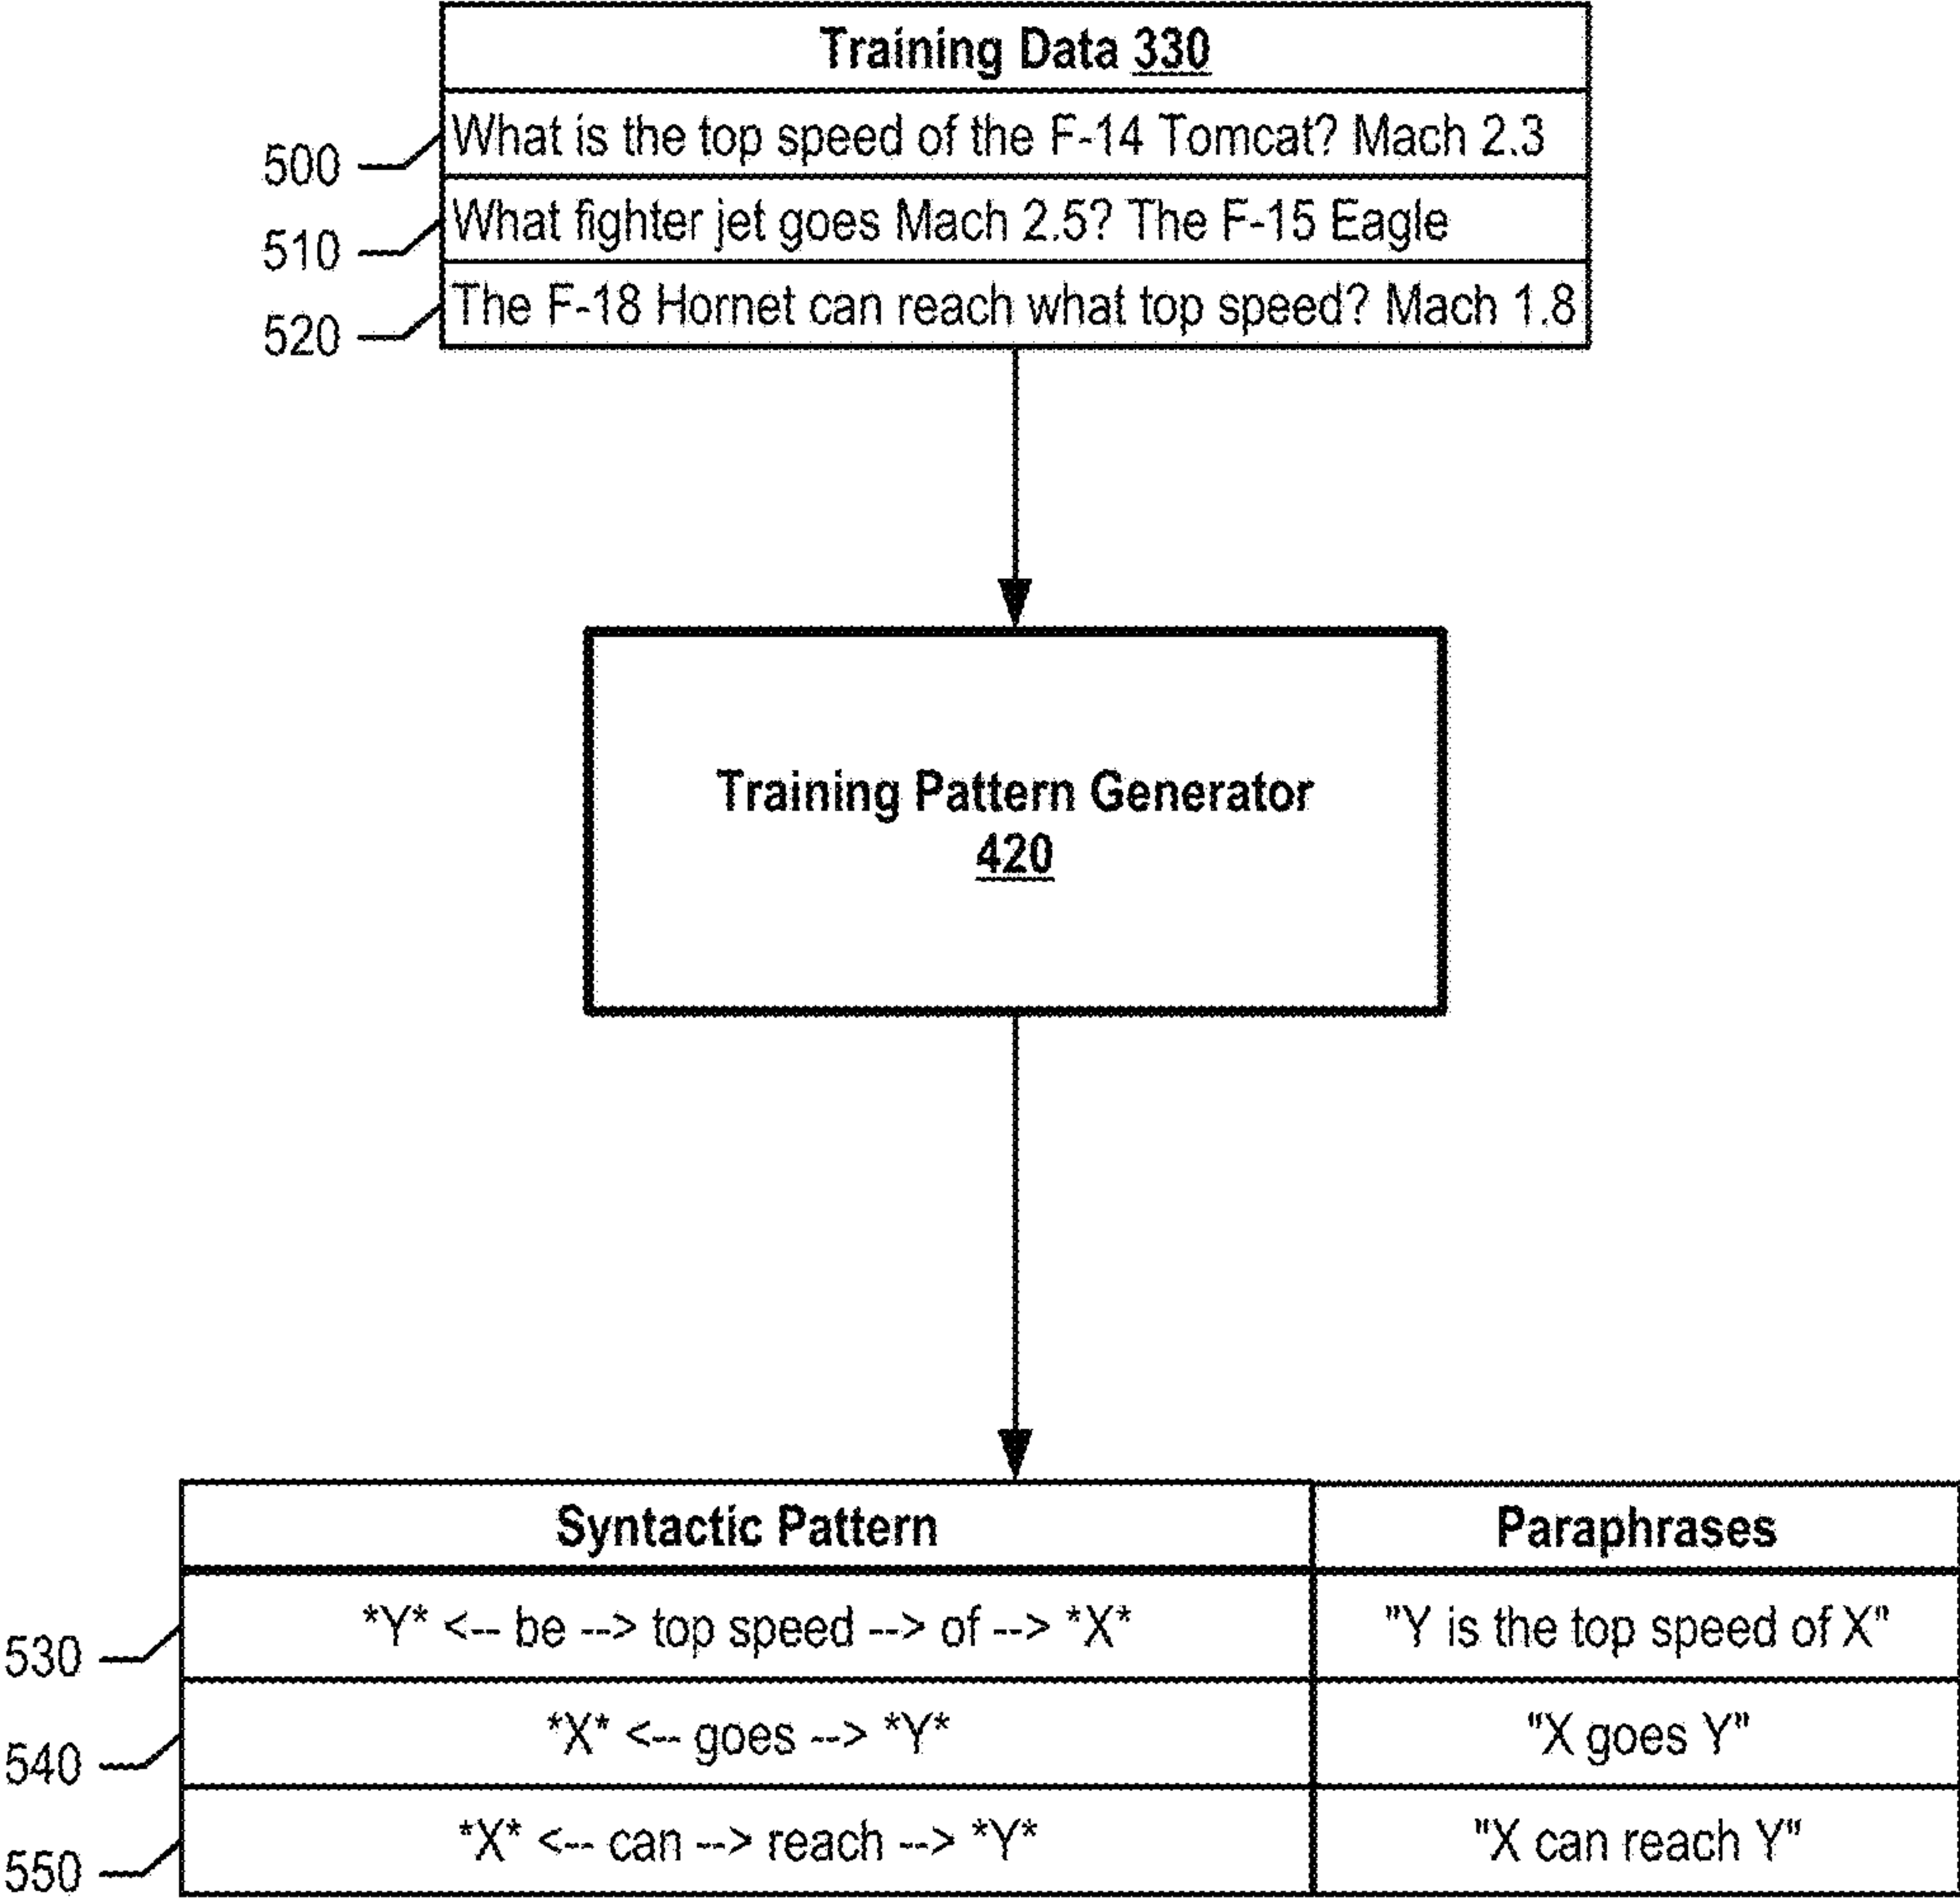 Training Data 330
500 What is the top speed of the F-14 Tomcat? Mach 2.3
510 What fighter jet goes Mach 2.5? The F-15 Eagle
520 The F-18 Hornet can reach what top speed? Mach 1.8
Training Pattern Generator
420
Syntactic Pattern Paraphrases
530 *Y* <-- be --> top speed --> of --> *X* "Y is the top speed of X"
540 *X* <-- goes --> *Y* "X goes Y"
550 *X* <-- can --> reach --> *Y* "X can reach Y"